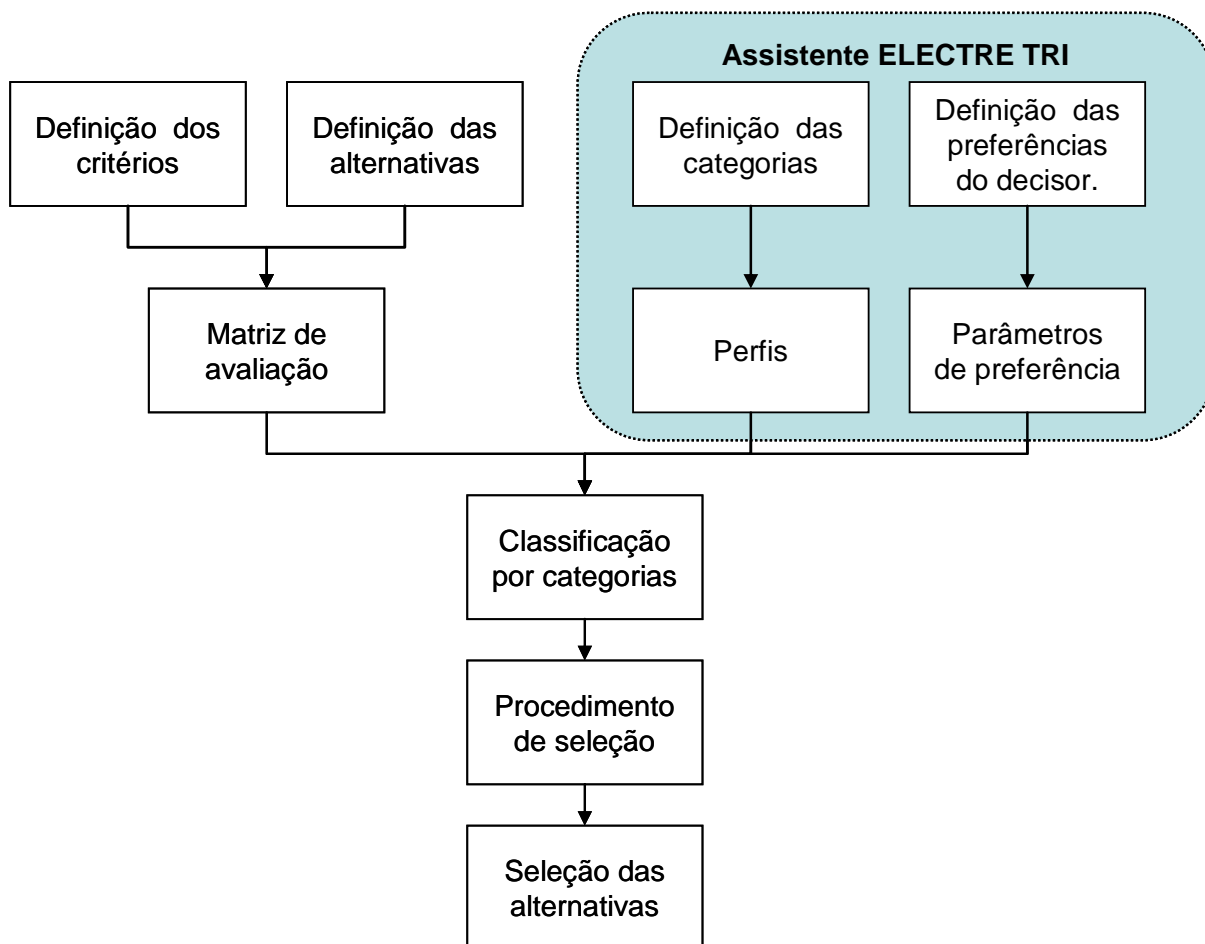 Assistente ELECTRE TRI
Definição dos
critérios
Definição das
alternativas
Definição das
categorias
Definição das
preferências
do decisor.
Matriz de
avaliação
Perfis
Parâmetros
de preferência
Classificação
por categorias
Procedimento
de seleção
Seleção das
alternativas